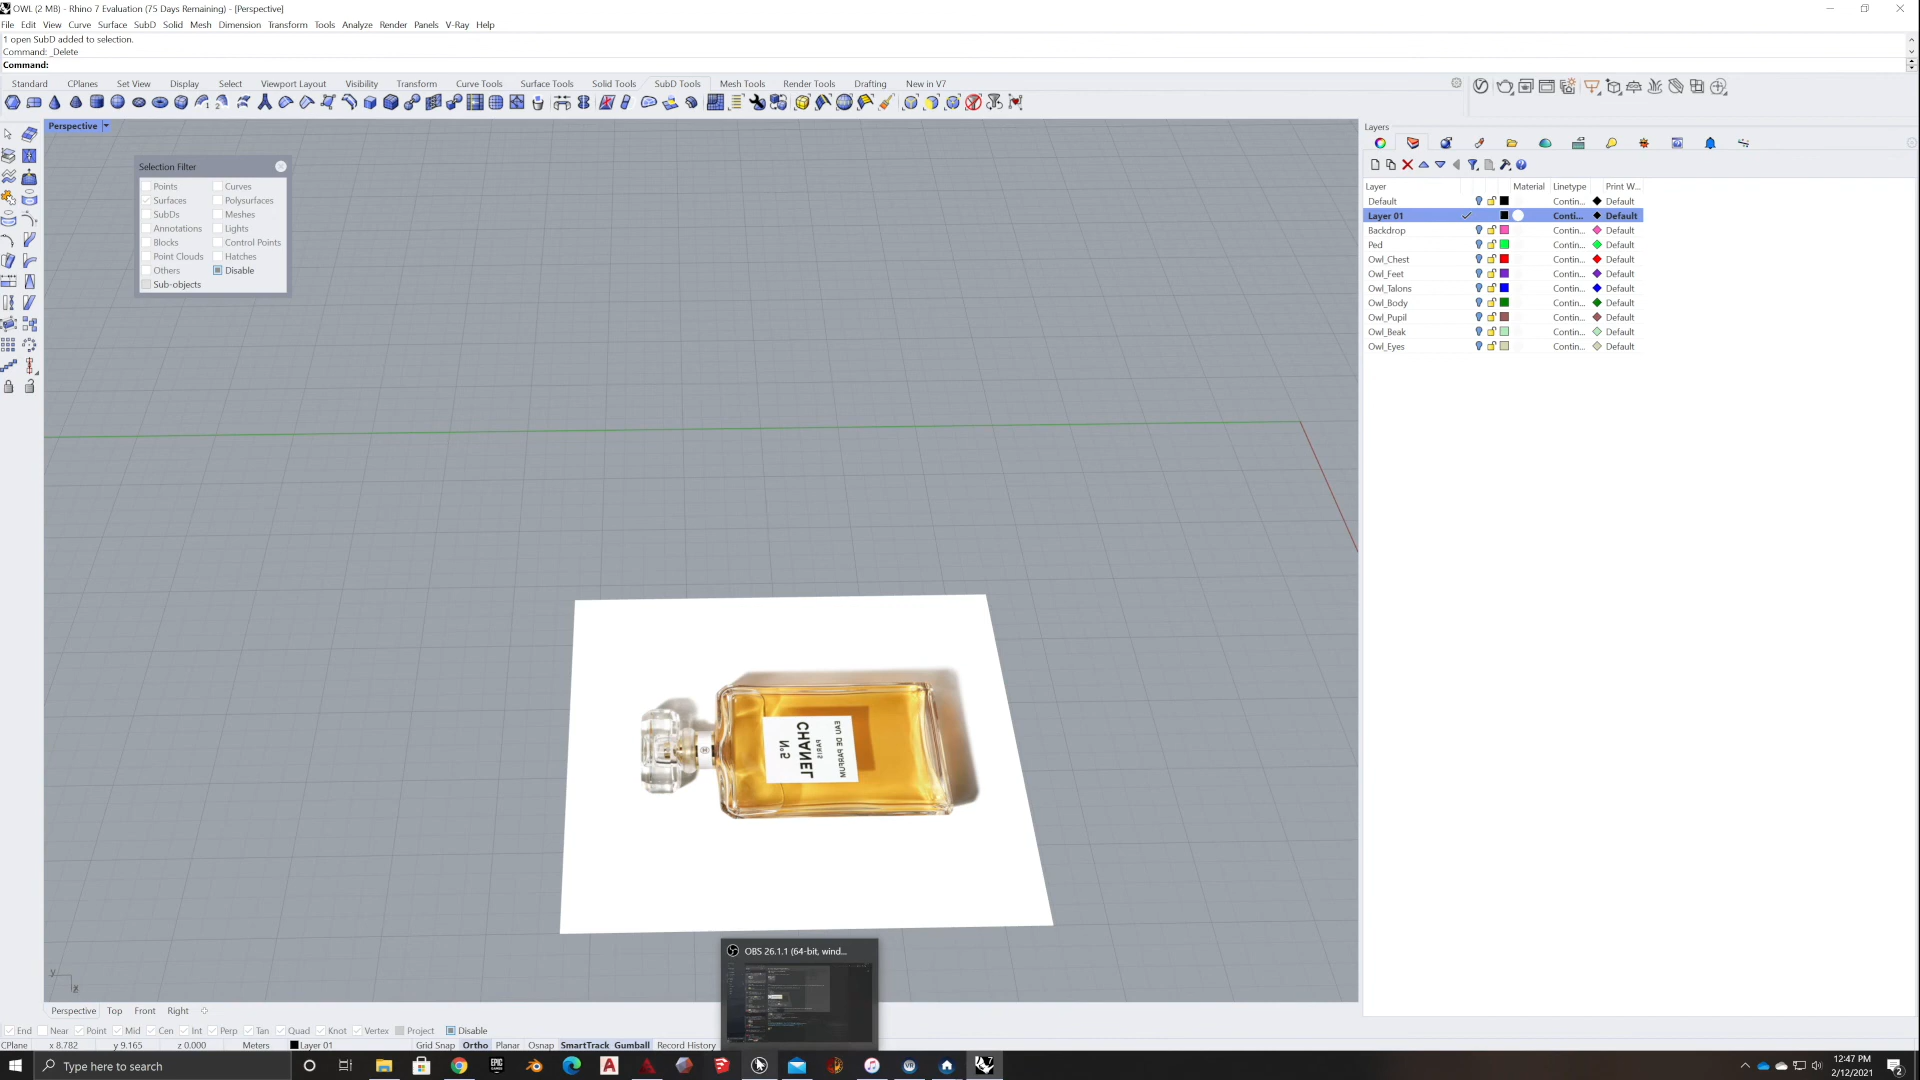 OWL (2 MB) - Rhino 7 Evaluation (75 Days Remaining) - [Perspective]
File Edit View Curve Surface SubD Solid Mesh Dimension Transform Tools Analyze Render Panels V-Ray Help
1 open SubD added to selection.
Command: _Delete
Command:
Standard CPlanes Set View Display Select Viewport Layout Visibility Transform Curve Tools Surface Tools Solid Tools SubD Tools Mesh Tools Render Tools Drafting New in V7
Perspective
Layers
Selection Filter
Points Curves
Surfaces Polysurfaces
SubDs Meshes
Annotations Lights
Blocks Control Points
Point Clouds Hatches
Others Disable
Sub-objects
Layer Material Linetype Print W...
Default Contin... Default
Layer 01 Conti... Default
Backdrop Contin... Default
Ped Contin... Default
Owl_Chest Contin... Default
Owl_Feet Contin... Default
Owl_Talons Contin... Default
Owl_Body Contin... Default
Owl_Pupil Contin... Default
Owl_Beak Contin... Default
Owl_Eyes Contin... Default
N°5
CHANEL
PARIS
EAU DE PARFUM
OBS 26.1.1 (64-bit, wind...
y
x
Perspective Top Front Right
End Near Point Mid Cen Int Perp Tan Quad Knot Vertex Project Disable
CPlane x 8.782 y 9.165 z 0.000 Meters Layer 01 Grid Snap Ortho Planar Osnap SmartTrack Gumball Record History
Type here to search
12:47 PM
2/12/2021
2